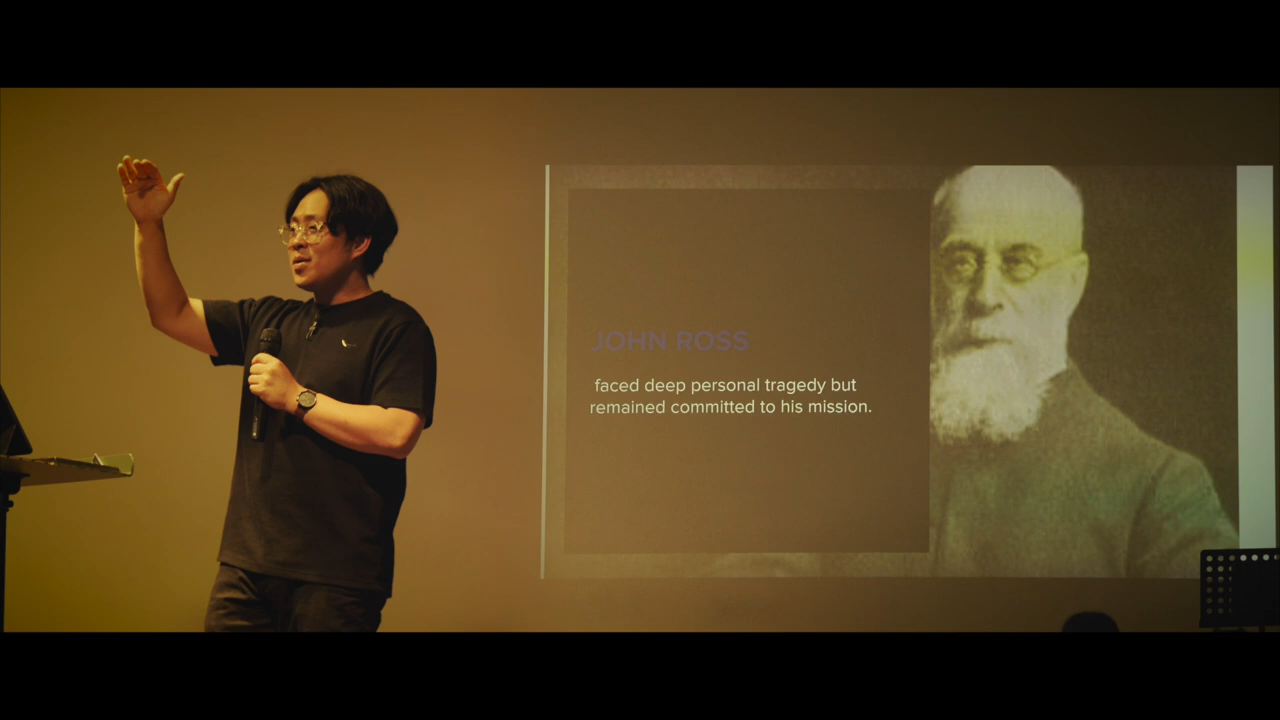 JOHN ROSS
faced deep personal tragedy but
remained committed to his mission.